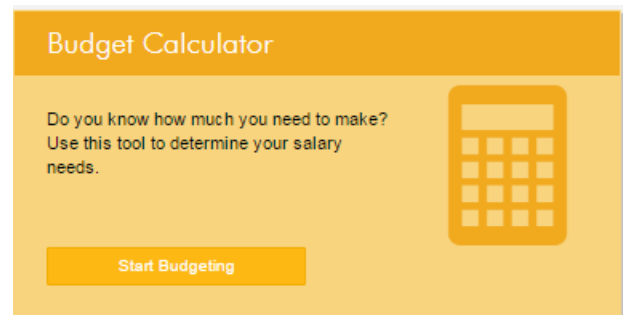 Budget Calculator
Do you know how much you need to make?
Use this tool to determine your salary
needs.
Start Budgeting